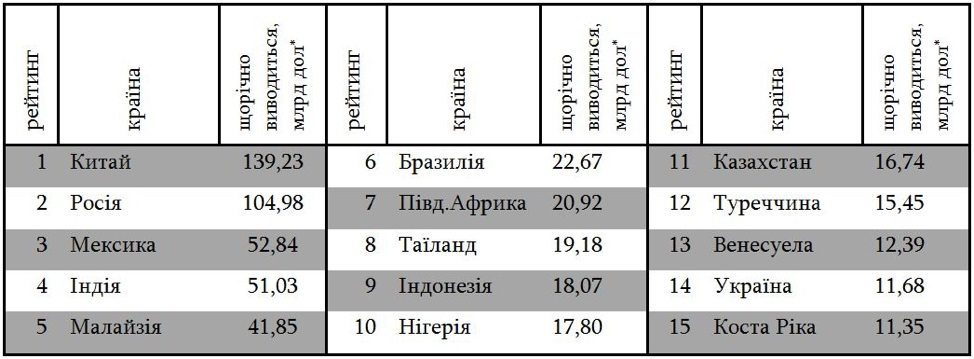 рейтинг країна щорічно виводиться, млрд дол* рейтинг країна щорічно виводиться, млрд дол* рейтинг країна щорічно виводиться, млрд дол*
1 Китай 139,23 6 Бразилія 22,67 11 Казахстан 16,74
2 Росія 104,98 7 Півд.Африка 20,92 12 Туреччина 15,45
3 Мексика 52,84 8 Таїланд 19,18 13 Венесуела 12,39
4 Індія 51,03 9 Індонезія 18,07 14 Україна 11,68
5 Малайзія 41,85 10 Нігерія 17,80 15 Коста Ріка 11,35